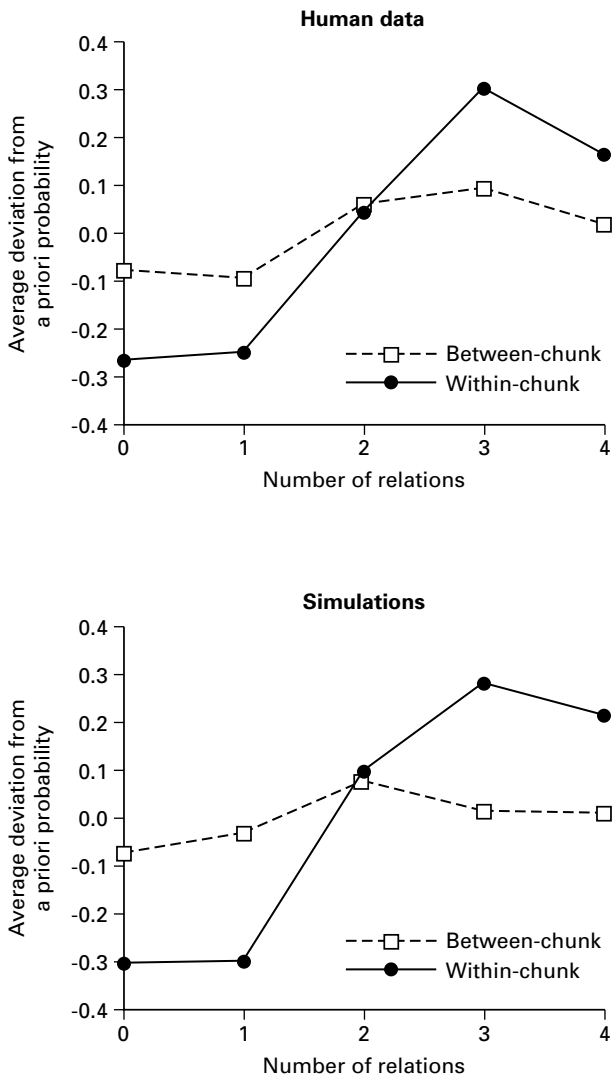 Human data
Average deviation from
a priori probability
0.4
0.3
0.2
0.1
0.0
-0.1
-0.2
-0.3
-0.4
Between-chunk
Within-chunk
0 1 2 3 4
Number of relations
Simulations
Average deviation from
a priori probability
0.4
0.3
0.2
0.1
0.0
-0.1
-0.2
-0.3
-0.4
Between-chunk
Within-chunk
0 1 2 3 4
Number of relations